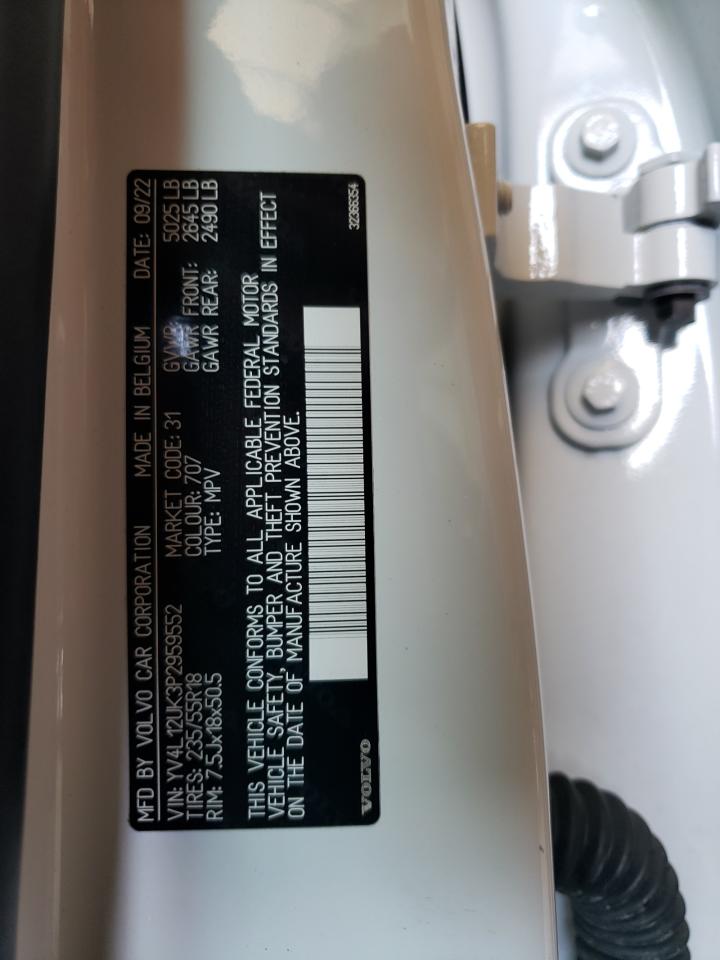 MFD BY VOLVO CAR CORPORATION MADE IN BELGIUM DATE: 09/22
VIN: YV4L12UK3P2959552 MARKET CODE: 31 GVWR: 5025 LB
TIRES: 235/55R18 COLOUR: 707 GAWR FRONT: 2645 LB
RIM: 7.5Jx18x50.5 TYPE: MPV GAWR REAR: 2490 LB
THIS VEHICLE CONFORMS TO ALL APPLICABLE FEDERAL MOTOR
VEHICLE SAFETY, BUMPER AND THEFT PREVENTION STANDARDS IN EFFECT
ON THE DATE OF MANUFACTURE SHOWN ABOVE.
VOLVO
32366354